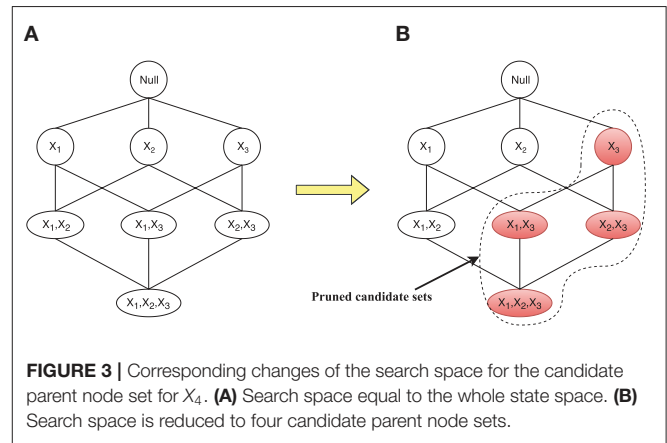 A
B
Null
Null
X1
X2
X3
X1
X2
X3
X1,X2
X1,X3
X2,X3
X1,X2
X1,X3
X2,X3
Pruned candidate sets
X1,X2,X3
X1,X2,X3
FIGURE 3 | Corresponding changes of the search space for the candidate
parent node set for X4. (A) Search space equal to the whole state space. (B)
Search space is reduced to four candidate parent node sets.